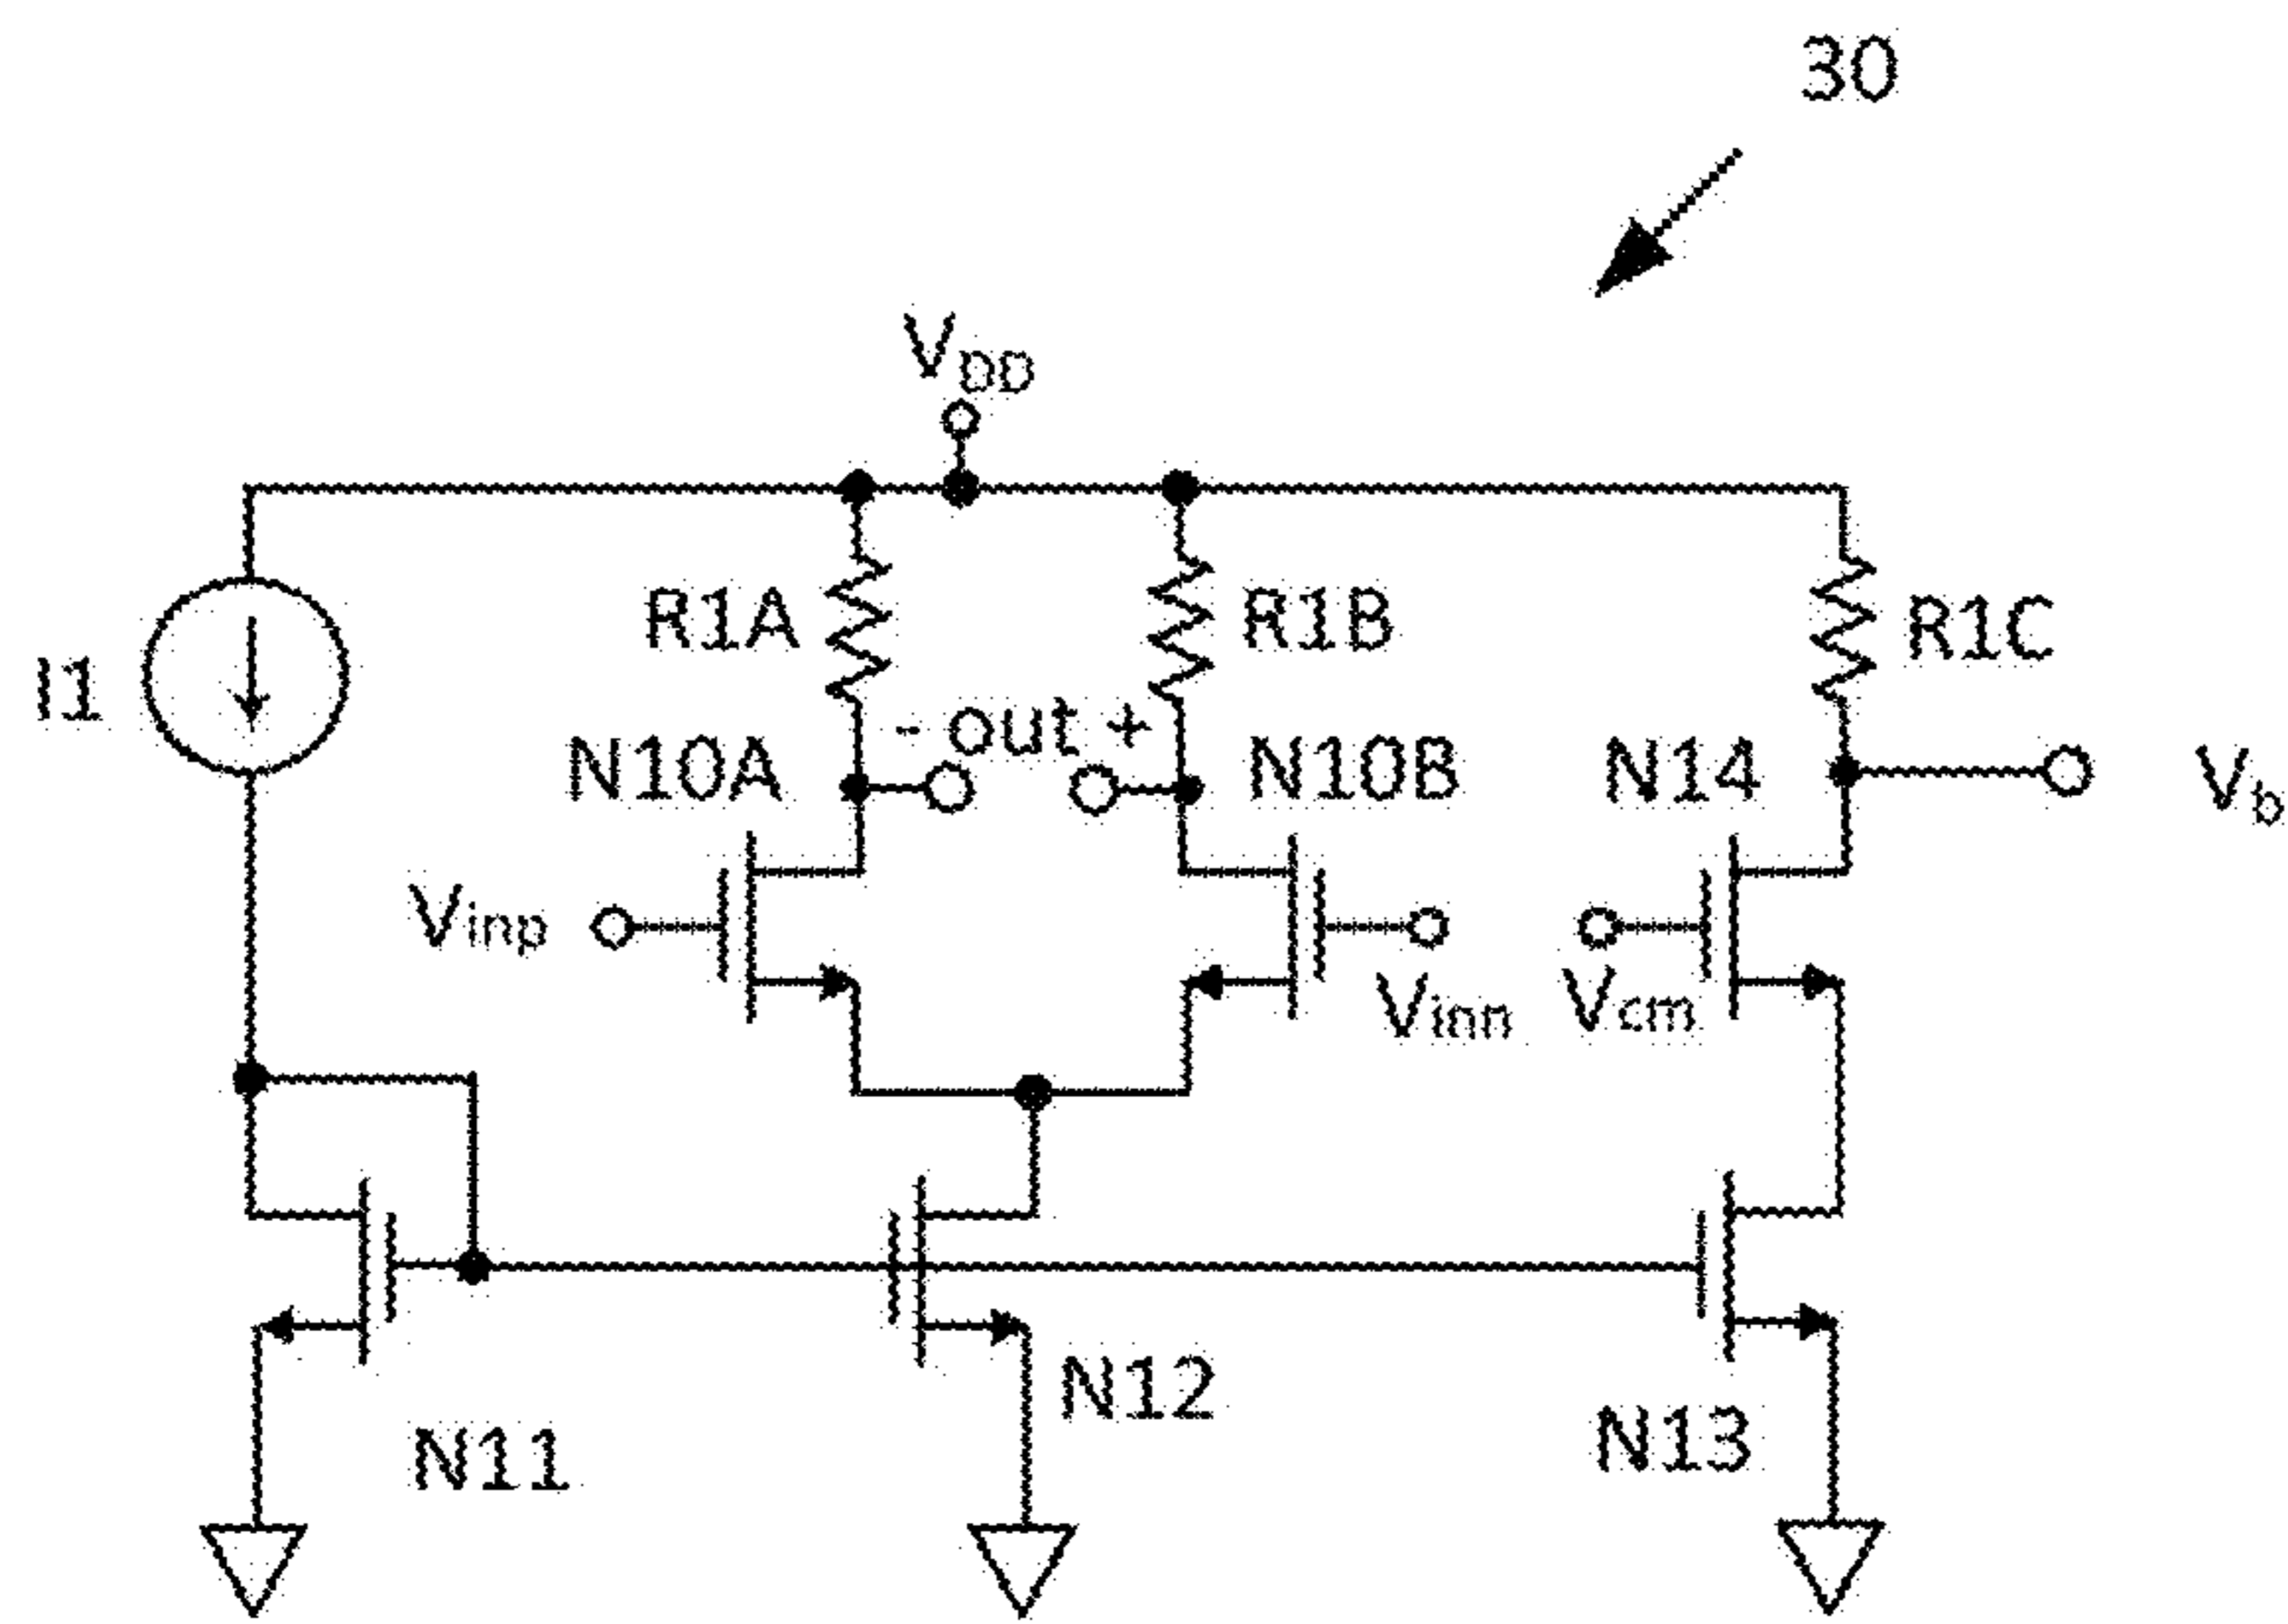 30
VDD
I1
R1A
R1B
R1C
- out +
N10A
N10B
N14
Vb
Vinp
Vinn
Vcm
N11
N12
N13